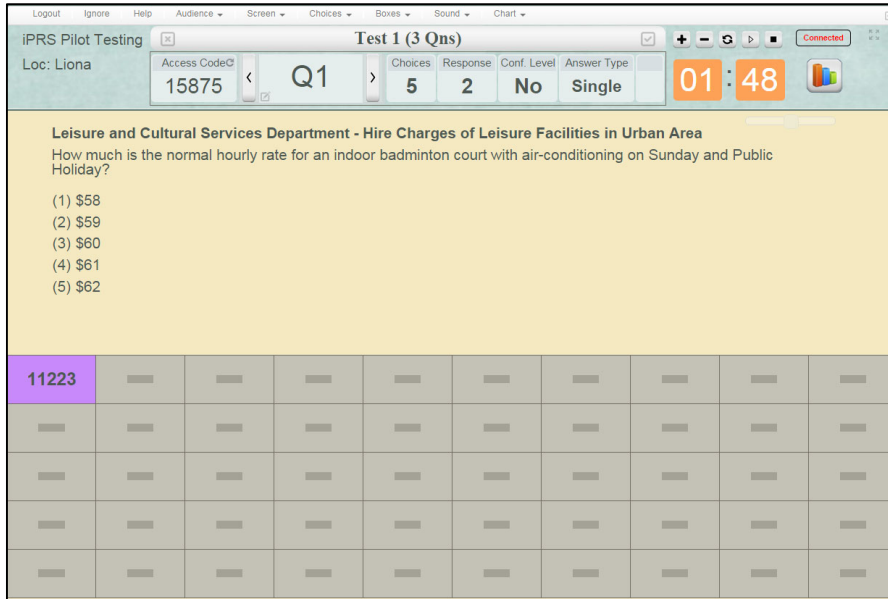 Logout Ignore Help Audience Screen Choices Boxes Sound Chart
iPRS Pilot Testing
Test 1 (3 Qns)
Connected
Loc: Liona
Access Code
15875
Q1
Choices
5
Response
2
Conf. Level
No
Answer Type
Single
01 : 48
Leisure and Cultural Services Department - Hire Charges of Leisure Facilities in Urban Area
How much is the normal hourly rate for an indoor badminton court with air-conditioning on Sunday and Public
Holiday?
(1) $58
(2) $59
(3) $60
(4) $61
(5) $62
11223